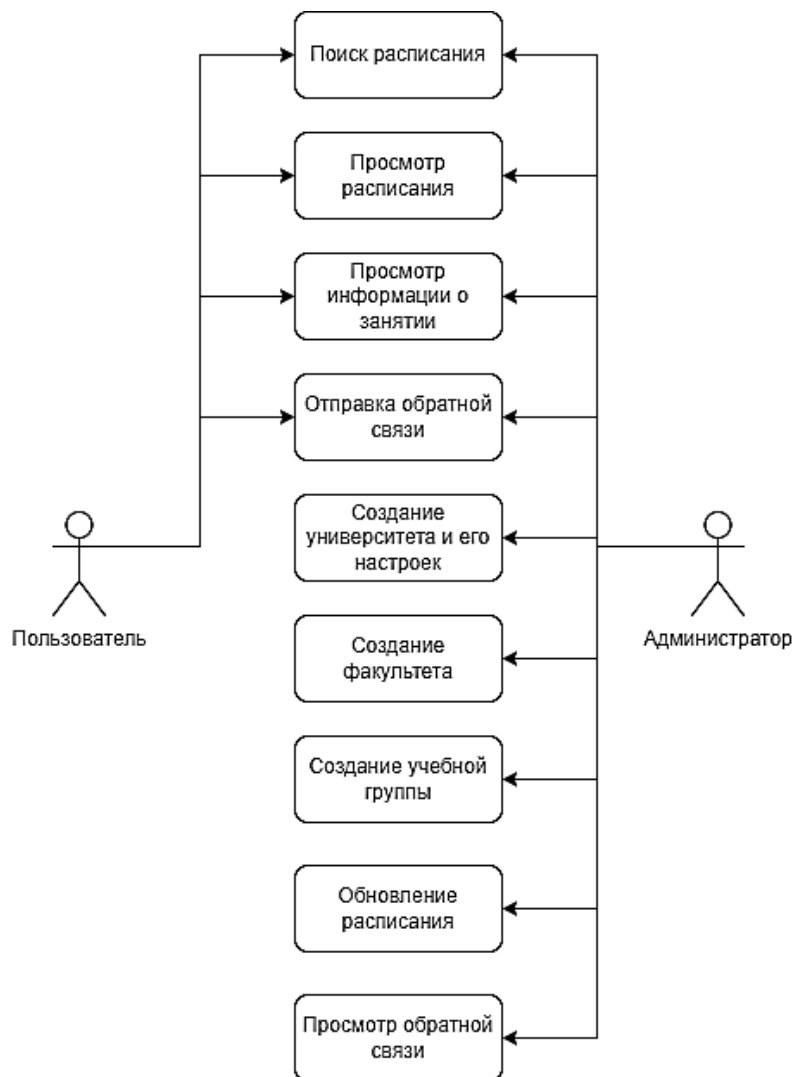 Поиск расписания
Просмотр
расписания
Просмотр
информации о
занятии
Отправка обратной
связи
Создание
университета и его
настроек
Пользователь
Администратор
Создание
факультета
Создание учебной
группы
Обновление
расписания
Просмотр обратной
связи